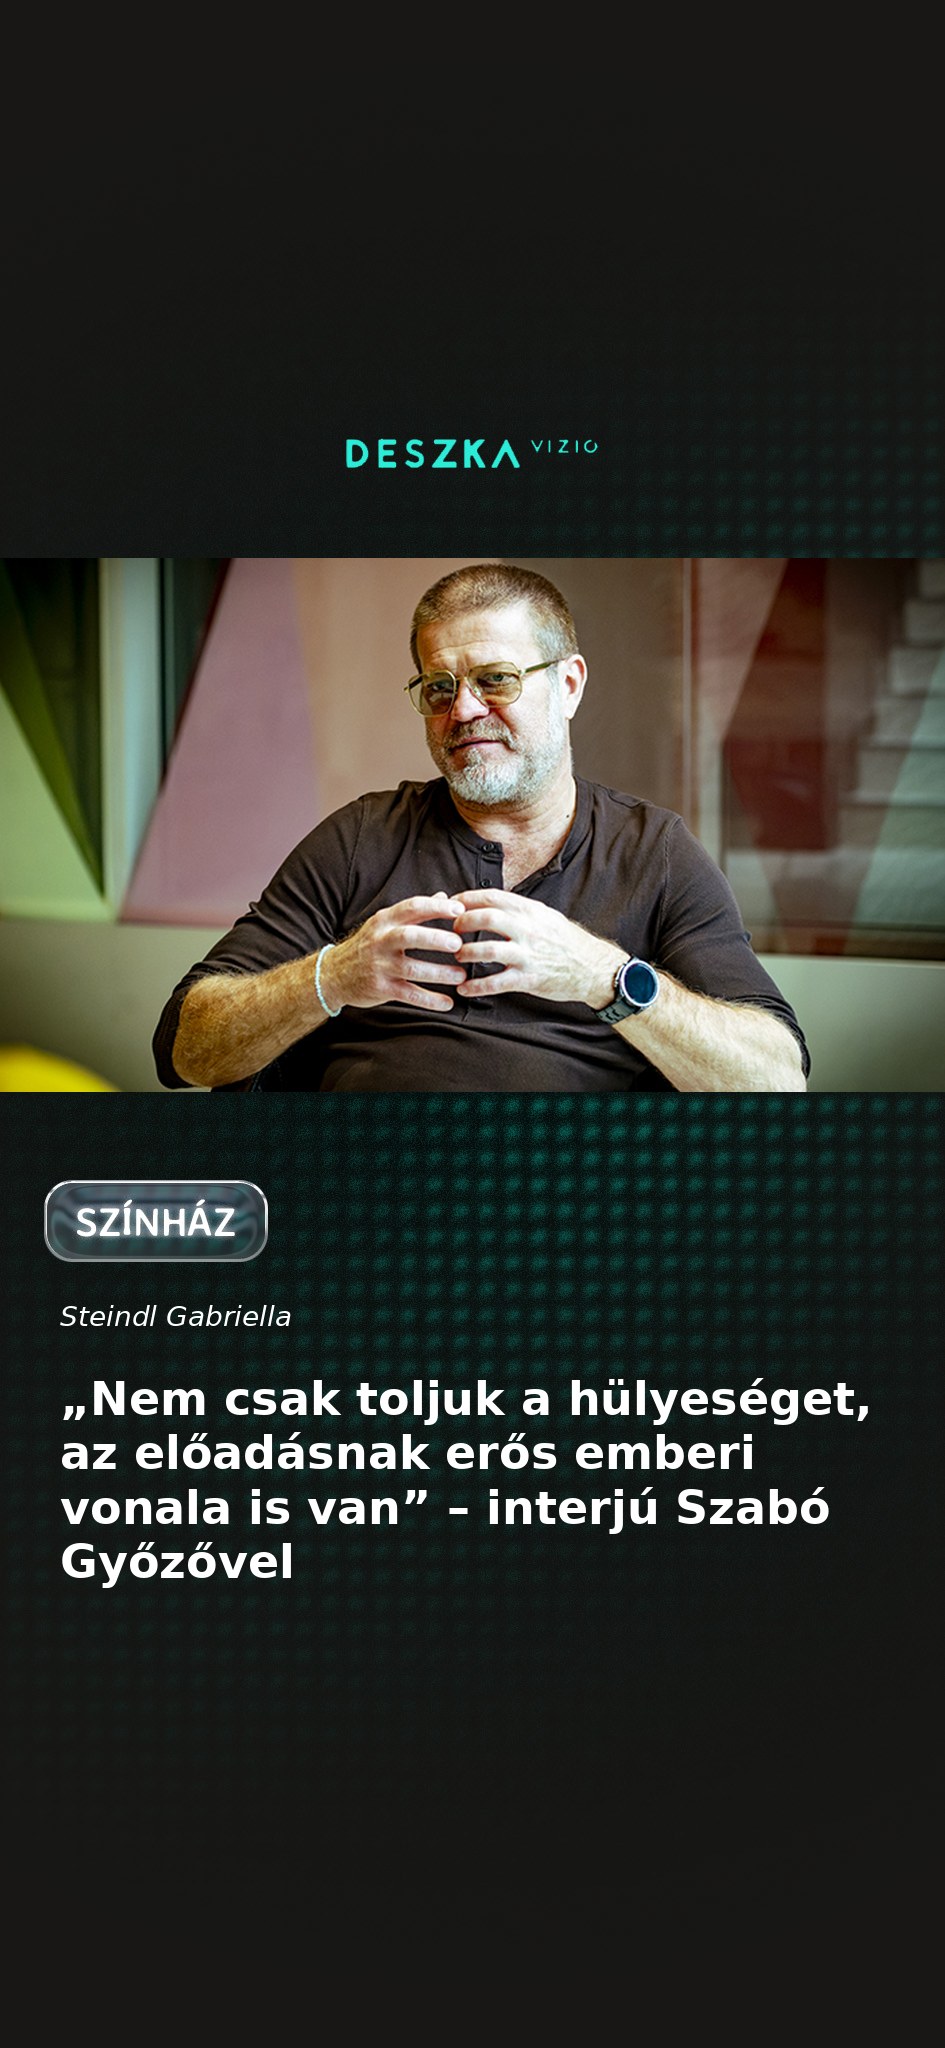 DESZKA VIZIO
SZÍNHÁZ
Steindl Gabriella
„Nem csak toljuk a hülyeséget,
az előadásnak erős emberi
vonala is van” – interjú Szabó
Győzővel